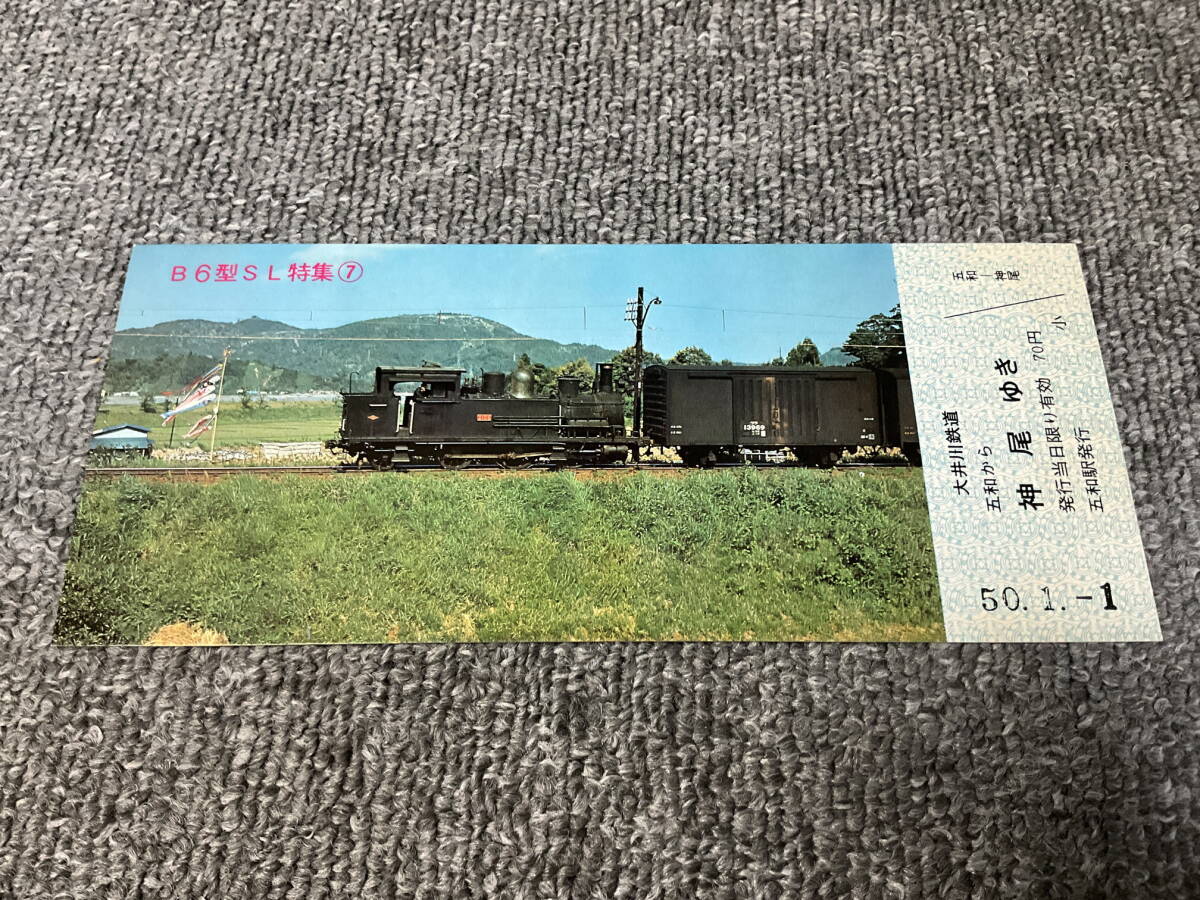 B6型SL特集⑦
13969
五和―神尾
大井川鉄道
五和から
神尾ゆき
発行当日限り有効 70円 小
五和駅発行
50.1.-1